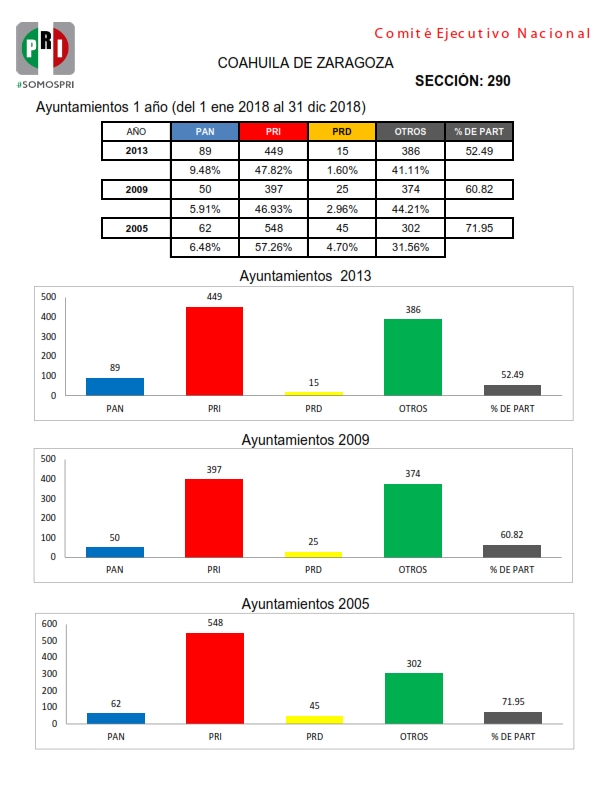 Comité Ejecutivo Nacional
PRI
#SOMOSPRI
COAHUILA DE ZARAGOZA
SECCIÓN: 290
Ayuntamientos 1 año (del 1 ene 2018 al 31 dic 2018)
AÑO PAN PRI PRD OTROS % DE PART
2013 89 449 15 386 52.49
9.48% 47.82% 1.60% 41.11%
2009 50 397 25 374 60.82
5.91% 46.93% 2.96% 44.21%
2005 62 548 45 302 71.95
6.48% 57.26% 4.70% 31.56%
Ayuntamientos 2013
500
400
300
200
100
0
89 449 15 386 52.49
PAN PRI PRD OTROS % DE PART
Ayuntamientos 2009
500
400
300
200
100
0
50 397 25 374 60.82
PAN PRI PRD OTROS % DE PART
Ayuntamientos 2005
600
500
400
300
200
100
0
62 548 45 302 71.95
PAN PRI PRD OTROS % DE PART